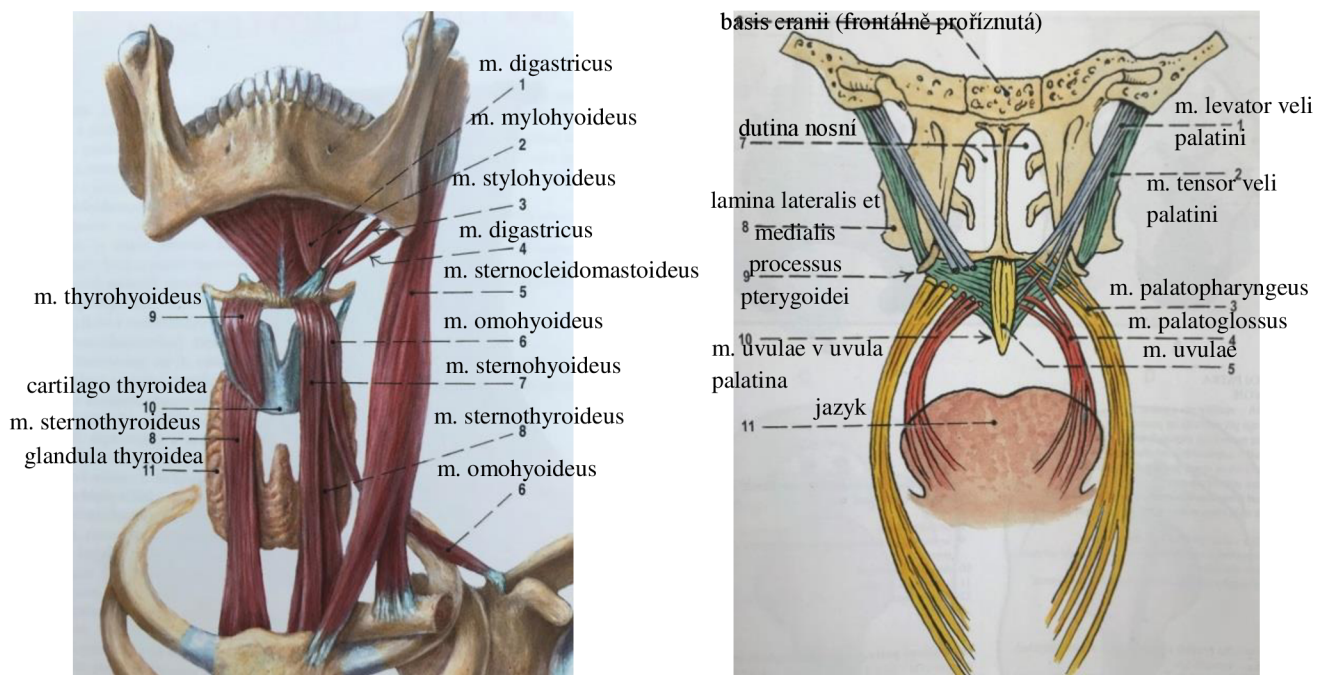 m. digastricus
1
m. mylohyoideus
2
m. stylohyoideus
3
m. digastricus
4
m. sternocleidomastoideus
5
m. thyrohyoideus
9
m. omohyoideus
6
m. sternohyoideus
7
cartilago thyroidea
10
m. sternothyroideus
8
m. sternothyroideus
8
glandula thyroidea
11
m. omohyoideus
6
basis cranii (frontálně proříznutá)
m. levator veli
palatini
1
dutina nosní
7
2
m. tensor veli
palatini
lamina lateralis et
8
medialis
processus
9
pterygoidei
m. palatopharyngeus
3
m. palatoglossus
4
10
m. uvulae v uvula
palatina
m. uvulae
5
jazyk
11